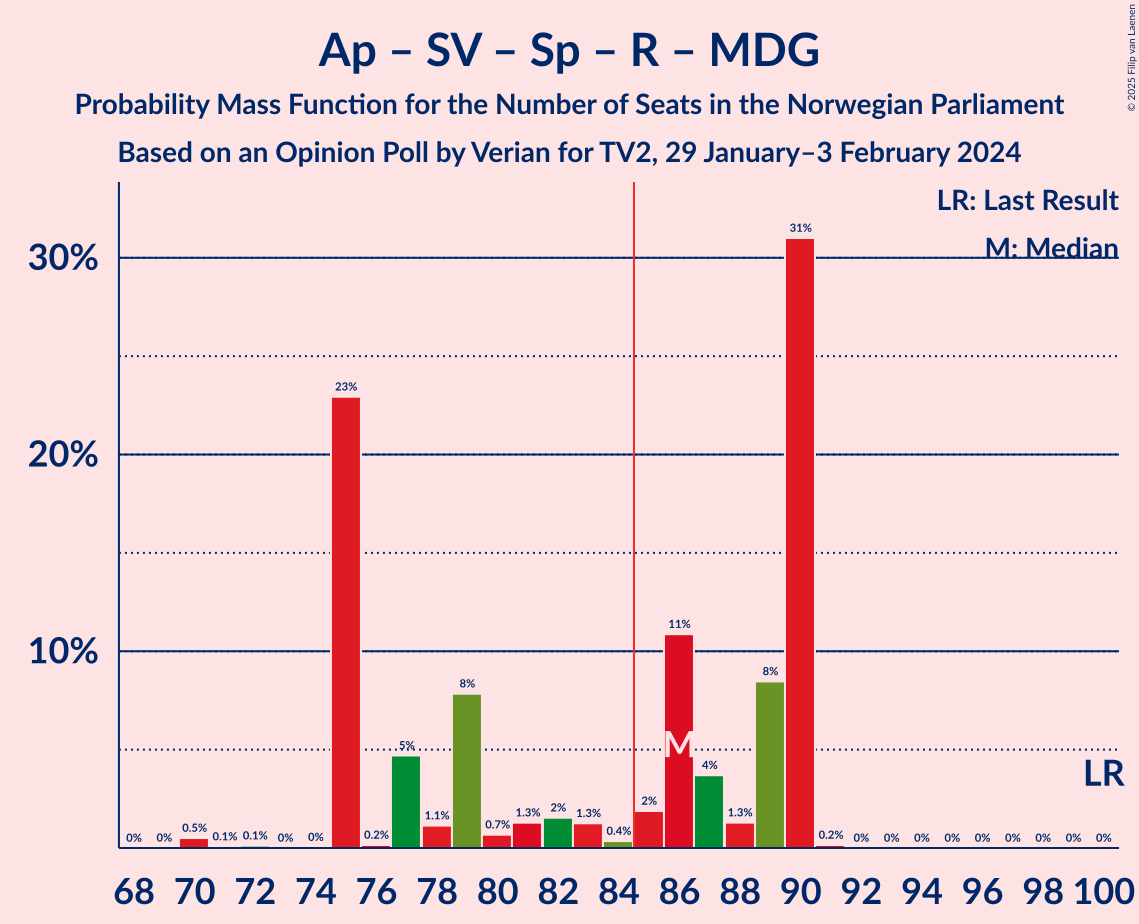 Ap – SV – Sp – R – MDG
Probability Mass Function for the Number of Seats in the Norwegian Parliament
Based on an Opinion Poll by Verian for TV2, 29 January–3 February 2024
© 2025 Filip van Laenen
LR: Last Result
M: Median
30%
20%
10%
0% 0% 0.5% 0.1% 0.1% 0% 0% 23% 0.2% 5% 1.1% 8% 0.7% 1.3% 2% 1.3% 0.4% 2% 11% 4% 1.3% 8% 31% 0.2% 0% 0% 0% 0% 0% 0% 0% 0% 0%
M
LR
68 70 72 74 76 78 80 82 84 86 88 90 92 94 96 98 100